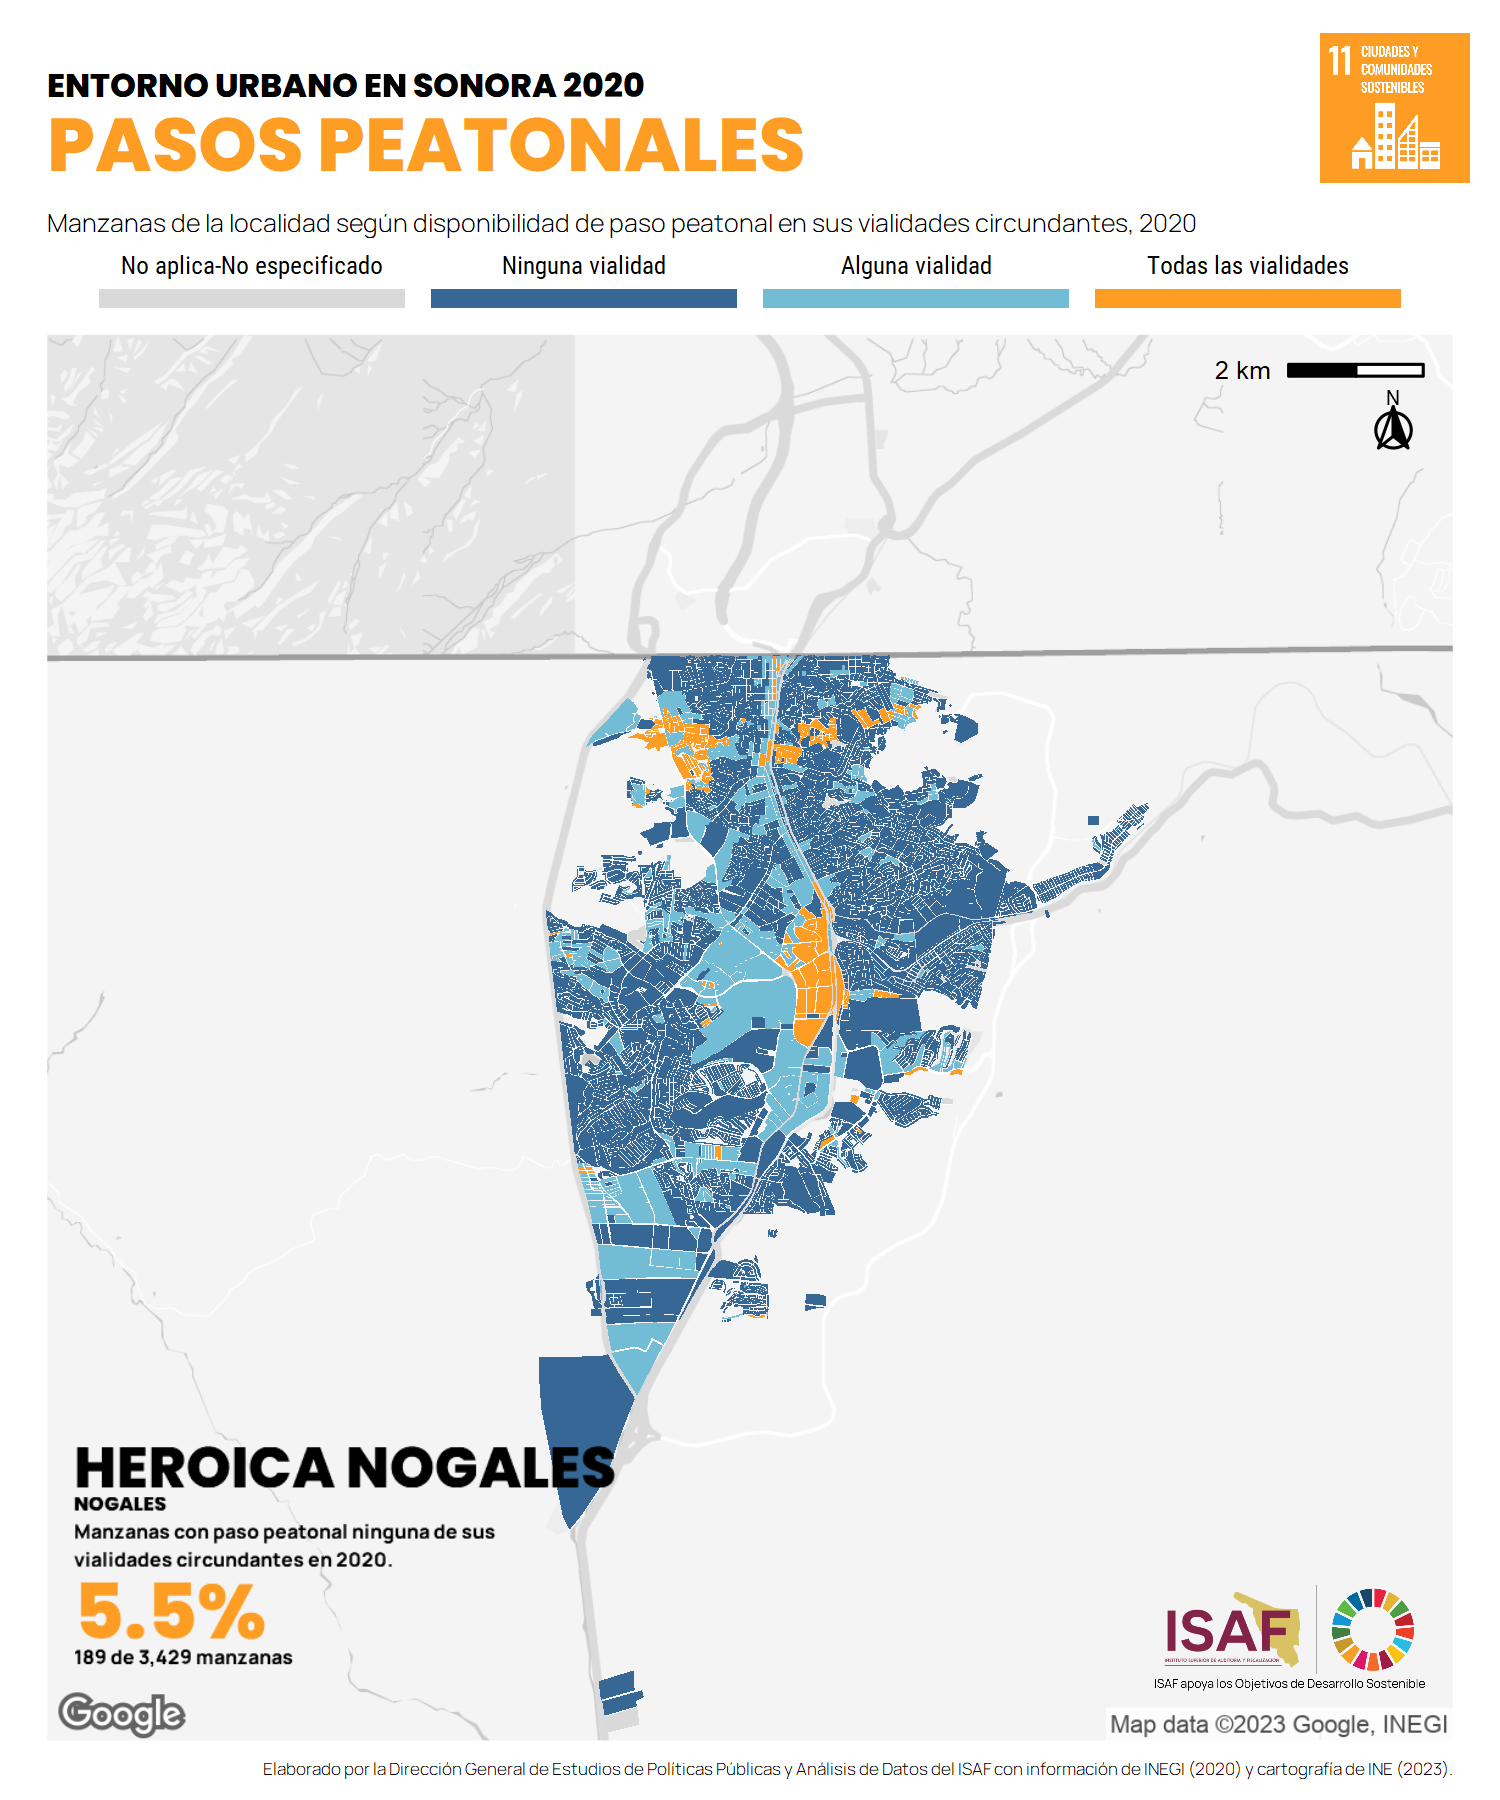 ENTORNO URBANO EN SONORA 2020
PASOS PEATONALES
11 CIUDADES Y
COMUNIDADES
SOSTENIBLES
Manzanas de la localidad según disponibilidad de paso peatonal en sus vialidades circundantes, 2020
No aplica-No especificado
Ninguna vialidad
Alguna vialidad
Todas las vialidades
2 km
N
HEROICA NOGALES
NOGALES
Manzanas con paso peatonal ninguna de sus
vialidades circundantes en 2020.
5.5%
189 de 3,429 manzanas
Google
ISAF
INSTITUTO SUPERIOR DE AUDITORÍA Y FISCALIZACIÓN
ISAF apoya los Objetivos de Desarrollo Sostenible
Map data ©2023 Google, INEGI
Elaborado por la Dirección General de Estudios de Políticas Públicas y Análisis de Datos del ISAF con información de INEGI (2020) y cartografía de INE (2023).